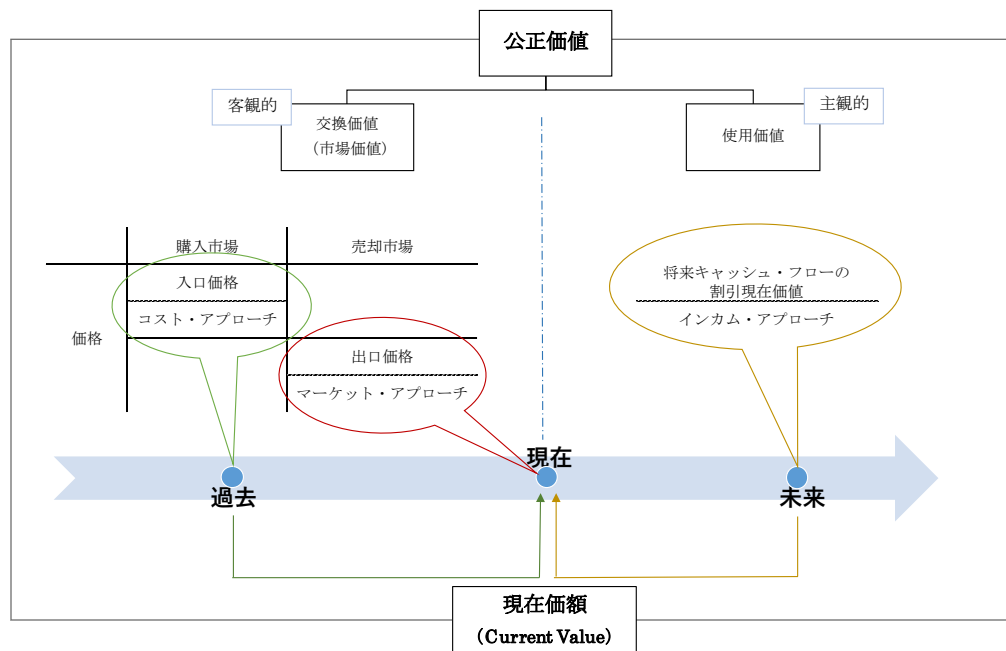 公正価値
客観的
交換価値
（市場価値）
主観的
使用価値
購入市場
売却市場
価格
入口価格
コスト・アプローチ
出口価格
マーケット・アプローチ
将来キャッシュ・フローの
割引現在価値
インカム・アプローチ
過去
現在
未来
現在価額
（Current Value）